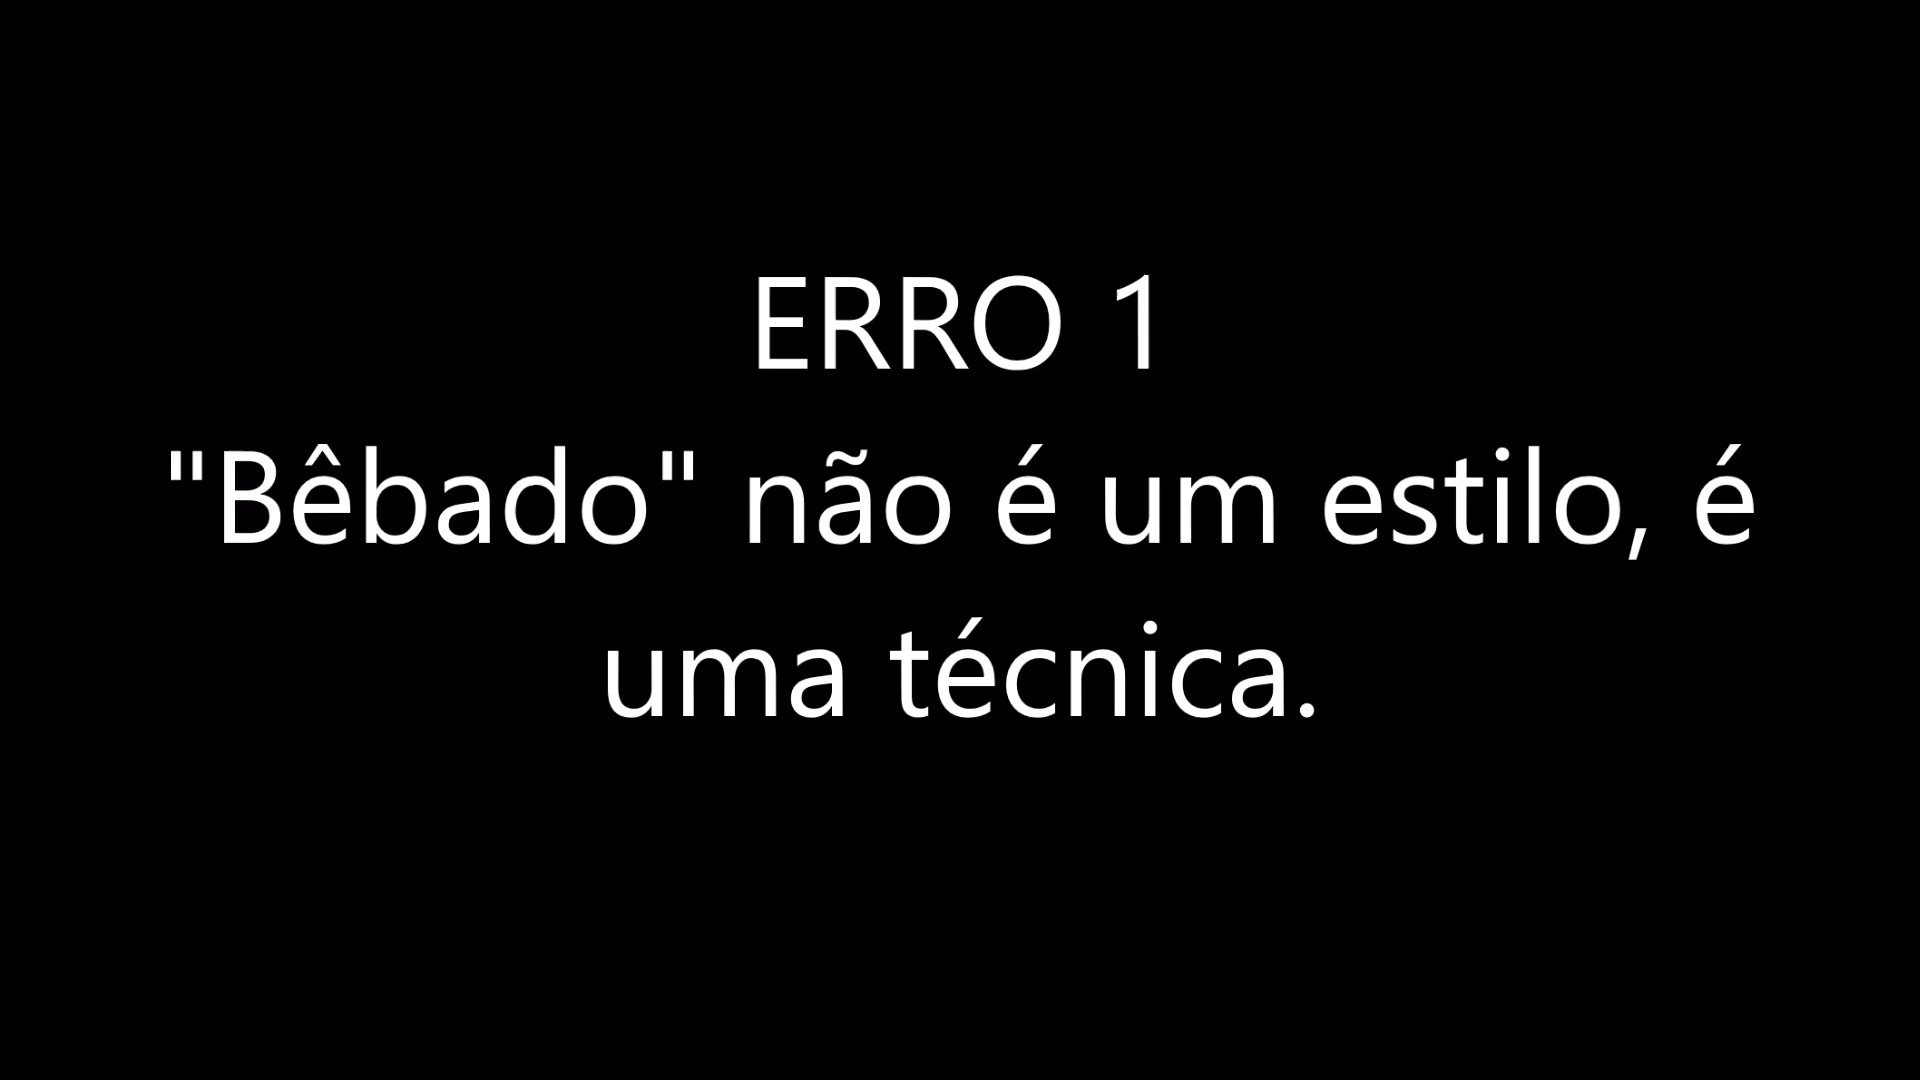 ERRO 1
"Bêbado" não é um estilo, é
uma técnica.